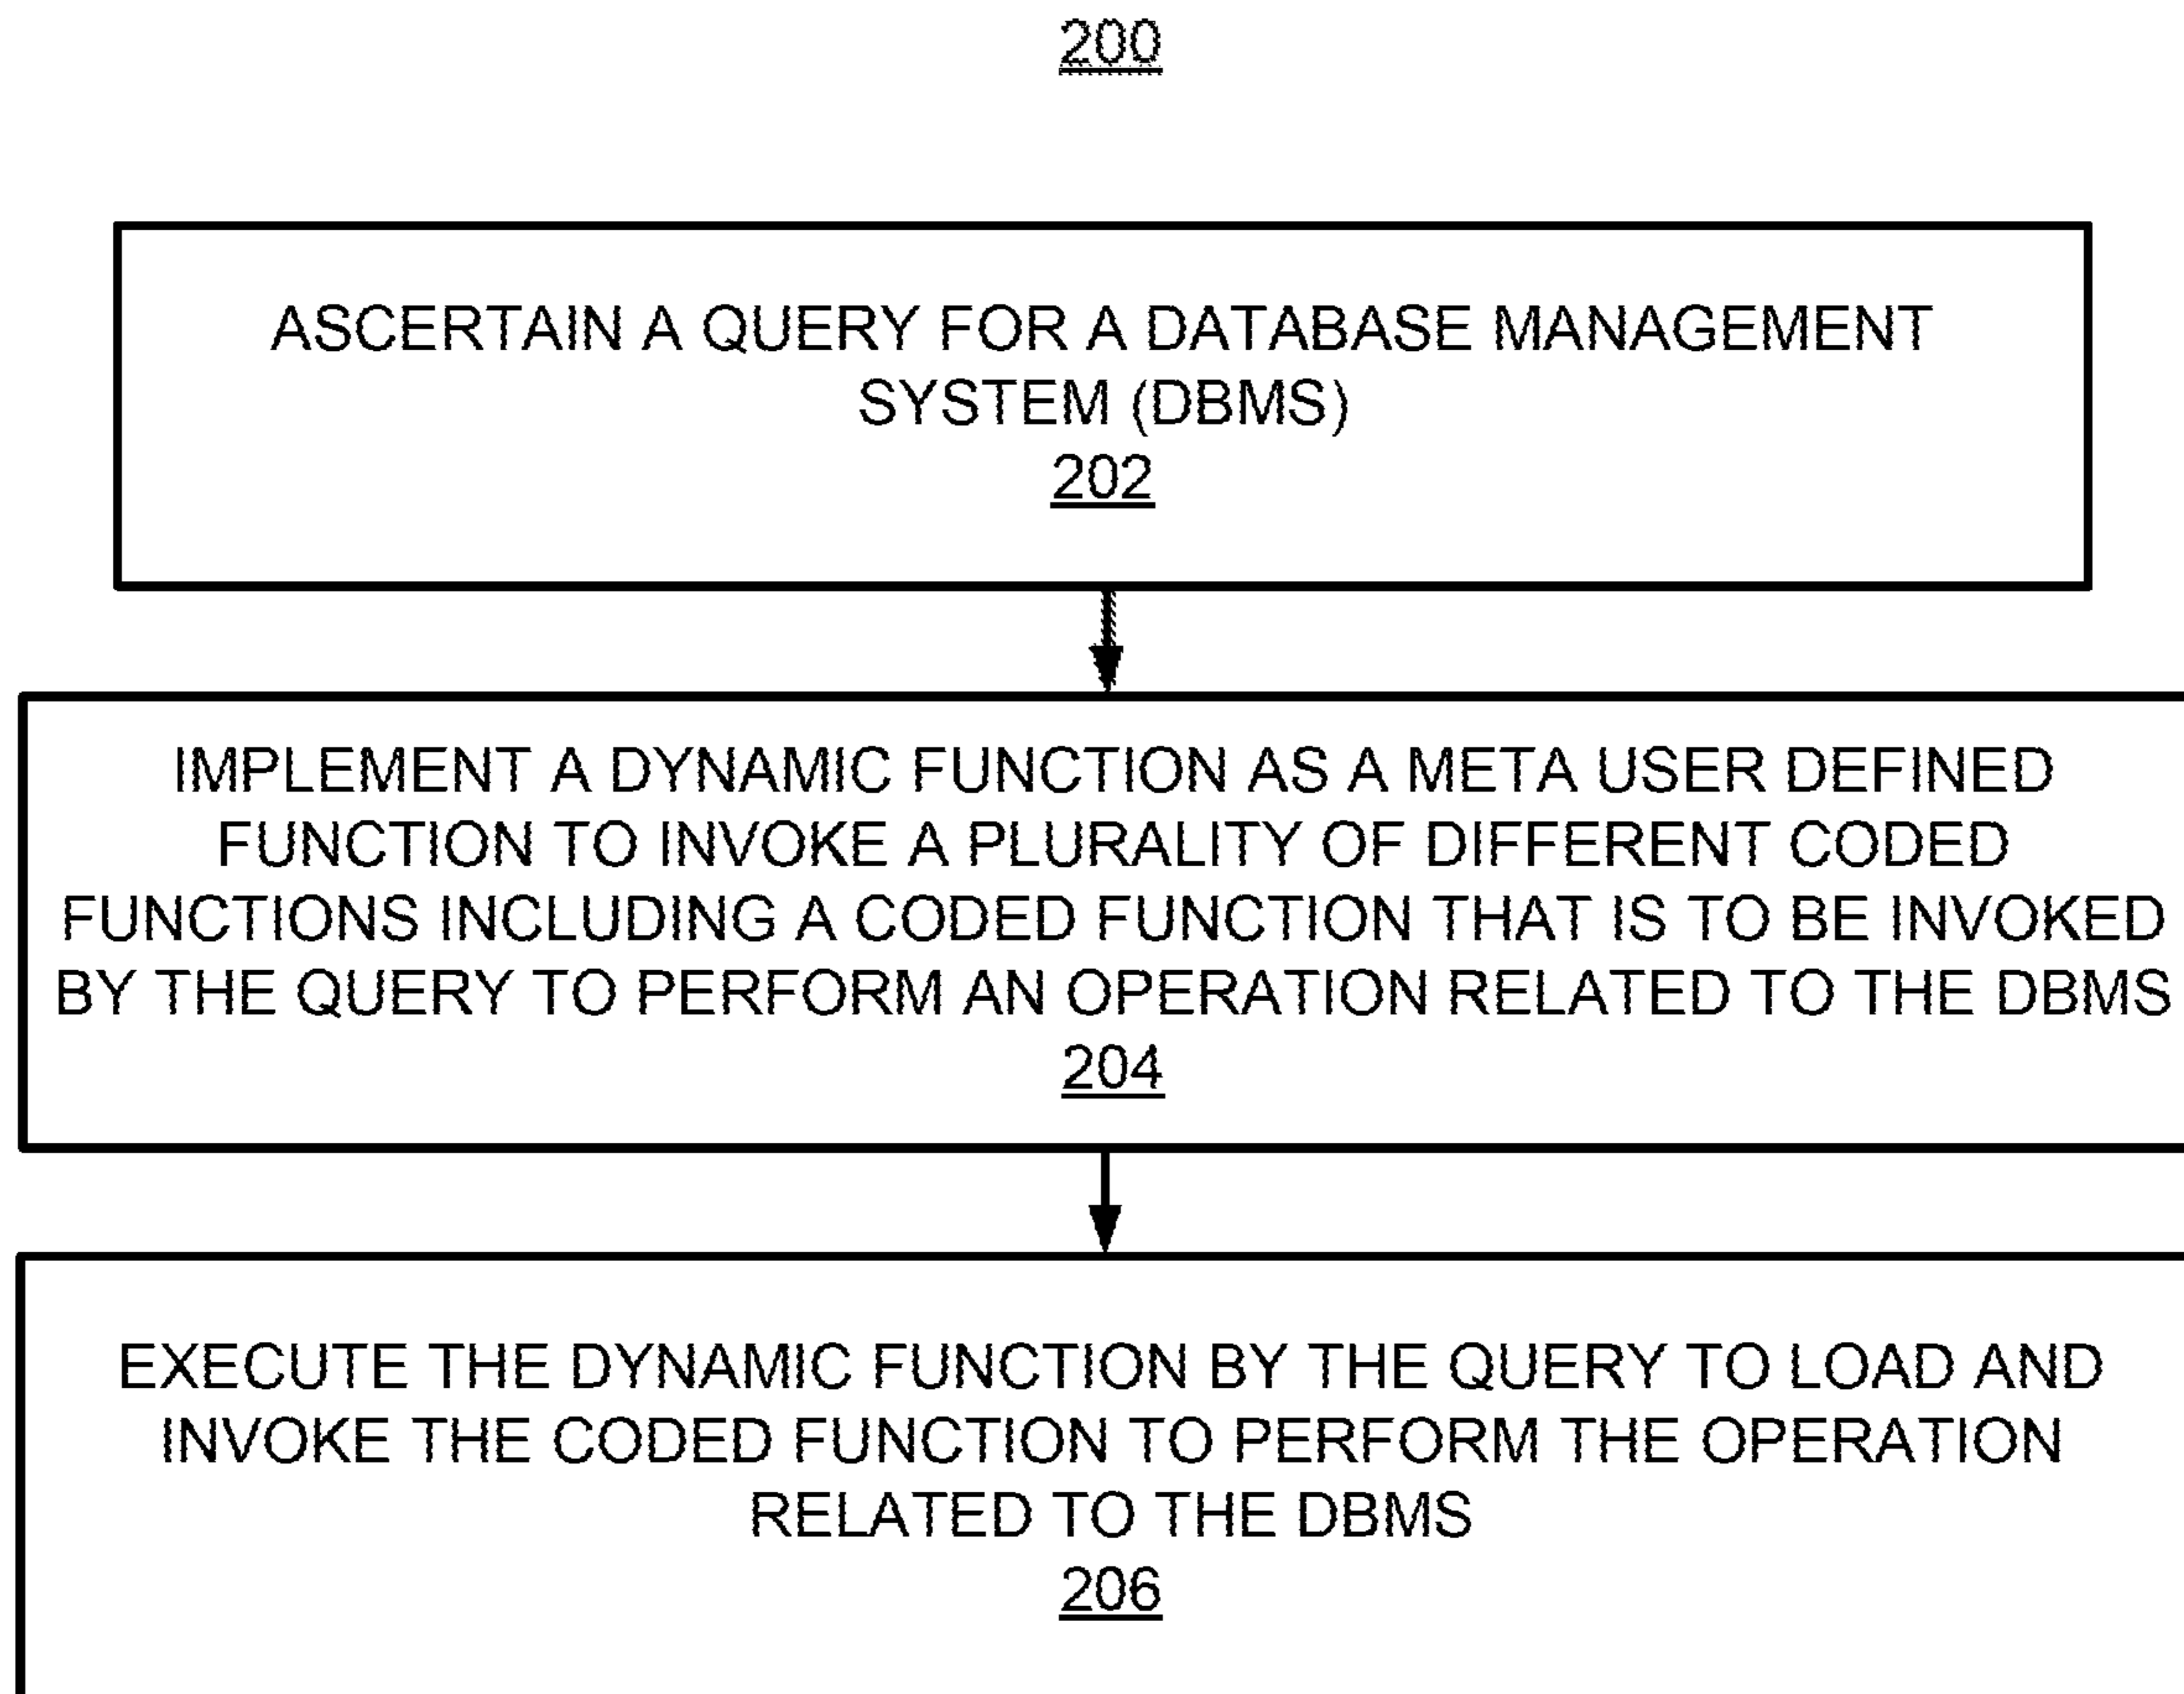 200
ASCERTAIN A QUERY FOR A DATABASE MANAGEMENT
SYSTEM (DBMS)
202
IMPLEMENT A DYNAMIC FUNCTION AS A META USER DEFINED
FUNCTION TO INVOKE A PLURALITY OF DIFFERENT CODED
FUNCTIONS INCLUDING A CODED FUNCTION THAT IS TO BE INVOKED
BY THE QUERY TO PERFORM AN OPERATION RELATED TO THE DBMS
204
EXECUTE THE DYNAMIC FUNCTION BY THE QUERY TO LOAD AND
INVOKE THE CODED FUNCTION TO PERFORM THE OPERATION
RELATED TO THE DBMS
206